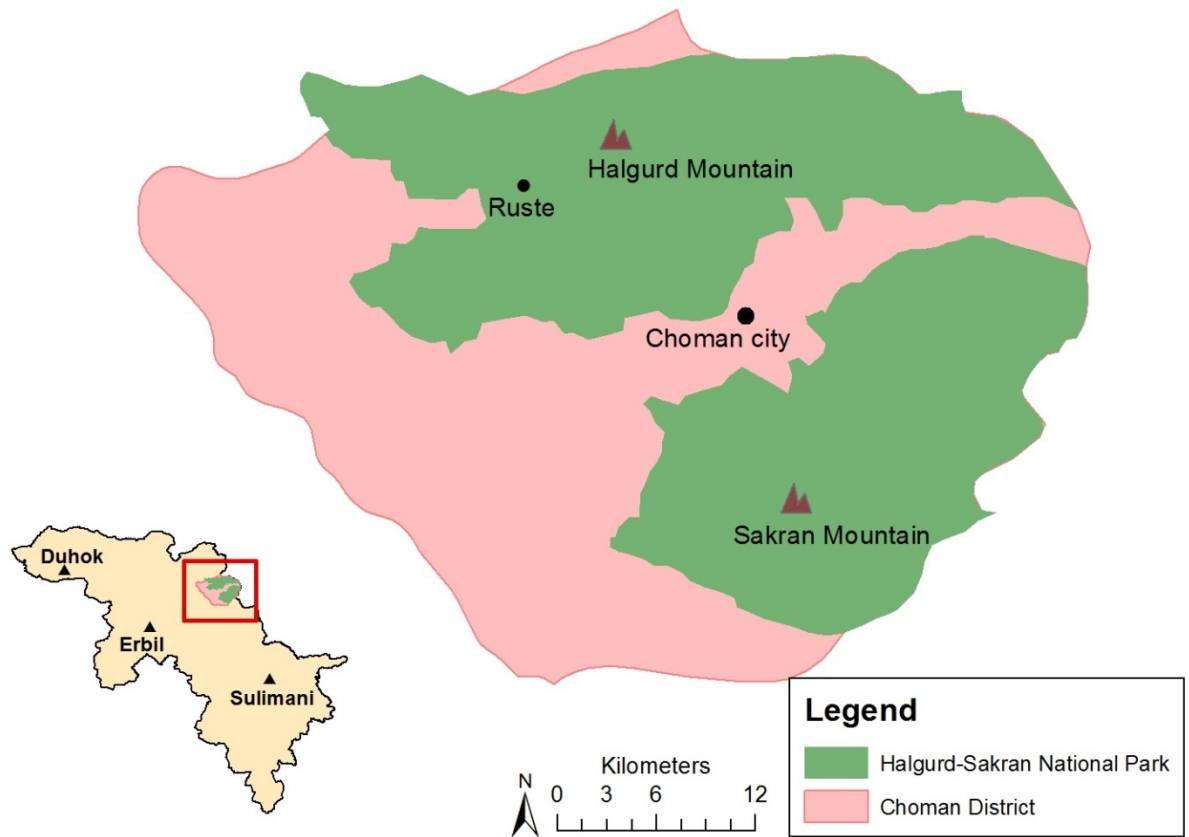 Halgurd Mountain
Ruste
Choman city
Sakran Mountain
Duhok
Erbil
Sulimani
N
Kilometers
0 3 6 12
Legend
Halgurd-Sakran National Park
Choman District